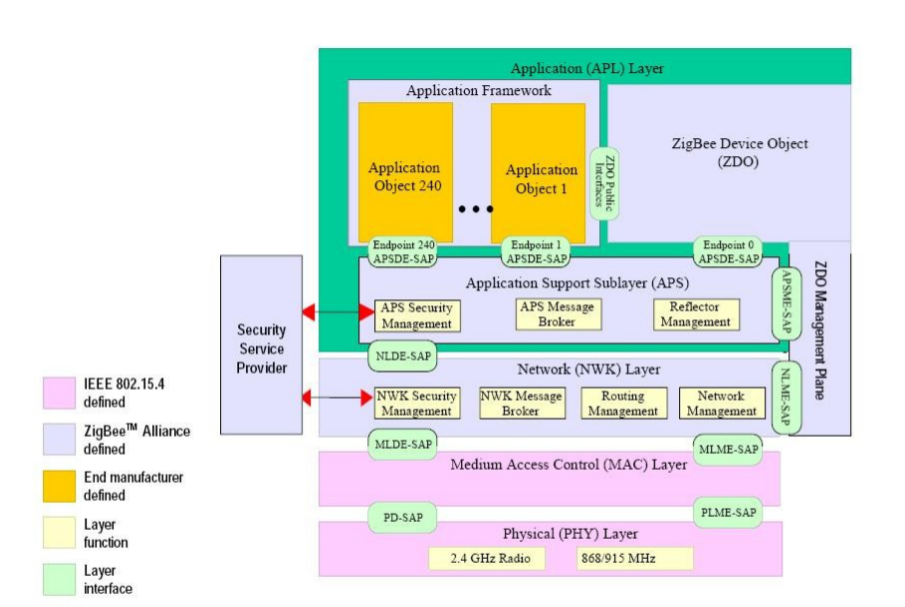 Application (APL) Layer
Application Framework
ZigBee Device Object
(ZDO)
Application
Object 240
...
Application
Object 1
ZDO Public
Interfaces
Endpoint 240
APSDE-SAP
Endpoint 1
APSDE-SAP
Endpoint 0
APSDE-SAP
Application Support Sublayer (APS)
APS Security
Management
APS Message
Broker
Reflector
Management
APSME-SAP
ZDO Management Plane
Security
Service
Provider
NLDE-SAP
Network (NWK) Layer
NWK Security
Management
NWK Message
Broker
Routing
Management
Network
Management
NLME-SAP
MLDE-SAP
MLME-SAP
Medium Access Control (MAC) Layer
PD-SAP
PLME-SAP
Physical (PHY) Layer
2.4 GHz Radio
868/915 MHz
IEEE 802.15.4
defined
ZigBee™ Alliance
defined
End manufacturer
defined
Layer
function
Layer
interface